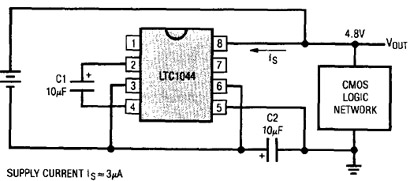 1
2
3
4
8
7
6
5
LTC1044
C1
10µF
+
I_S
4.8V
V_OUT
CMOS
LOGIC
NETWORK
C2
10µF
+
SUPPLY CURRENT I_S ≈ 3µA